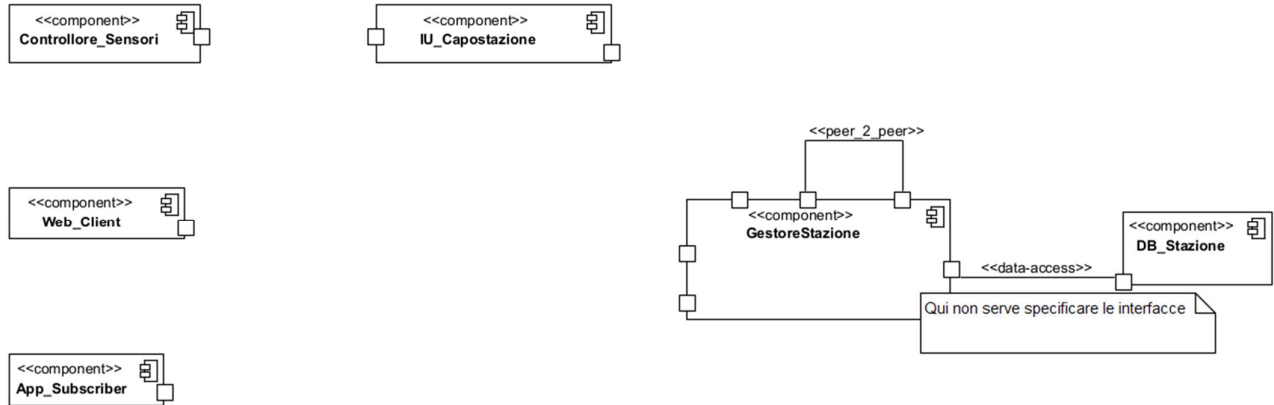 <<component>>
Controllore_Sensori
<<component>>
IU_Capostazione
<<peer_2_peer>>
<<component>>
Web_Client
<<component>>
GestoreStazione
<<component>>
DB_Stazione
<<data-access>>
Qui non serve specificare le interfacce
<<component>>
App_Subscriber